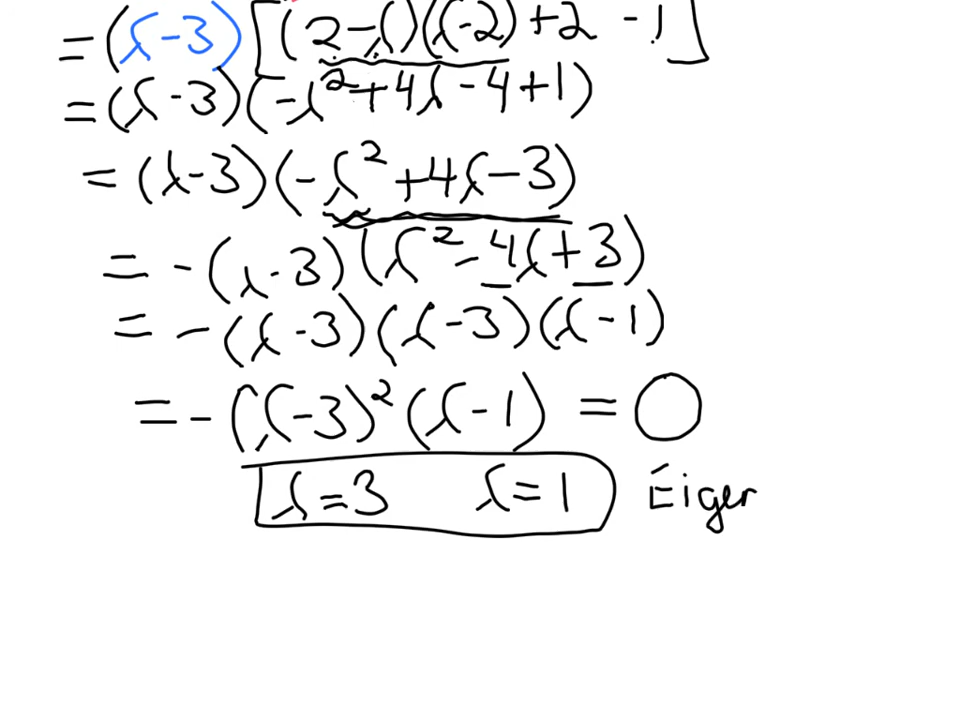 =(λ-3)[(2-λ)(λ-2)+2-1]
=(λ-3)(-λ²+4λ-4+1)
=(λ-3)(-λ²+4λ-3)
=-(λ-3)(λ²-4λ+3)
=-(λ-3)(λ-3)(λ-1)
=-(λ-3)²(λ-1)=0
λ=3 λ=1 Eiger